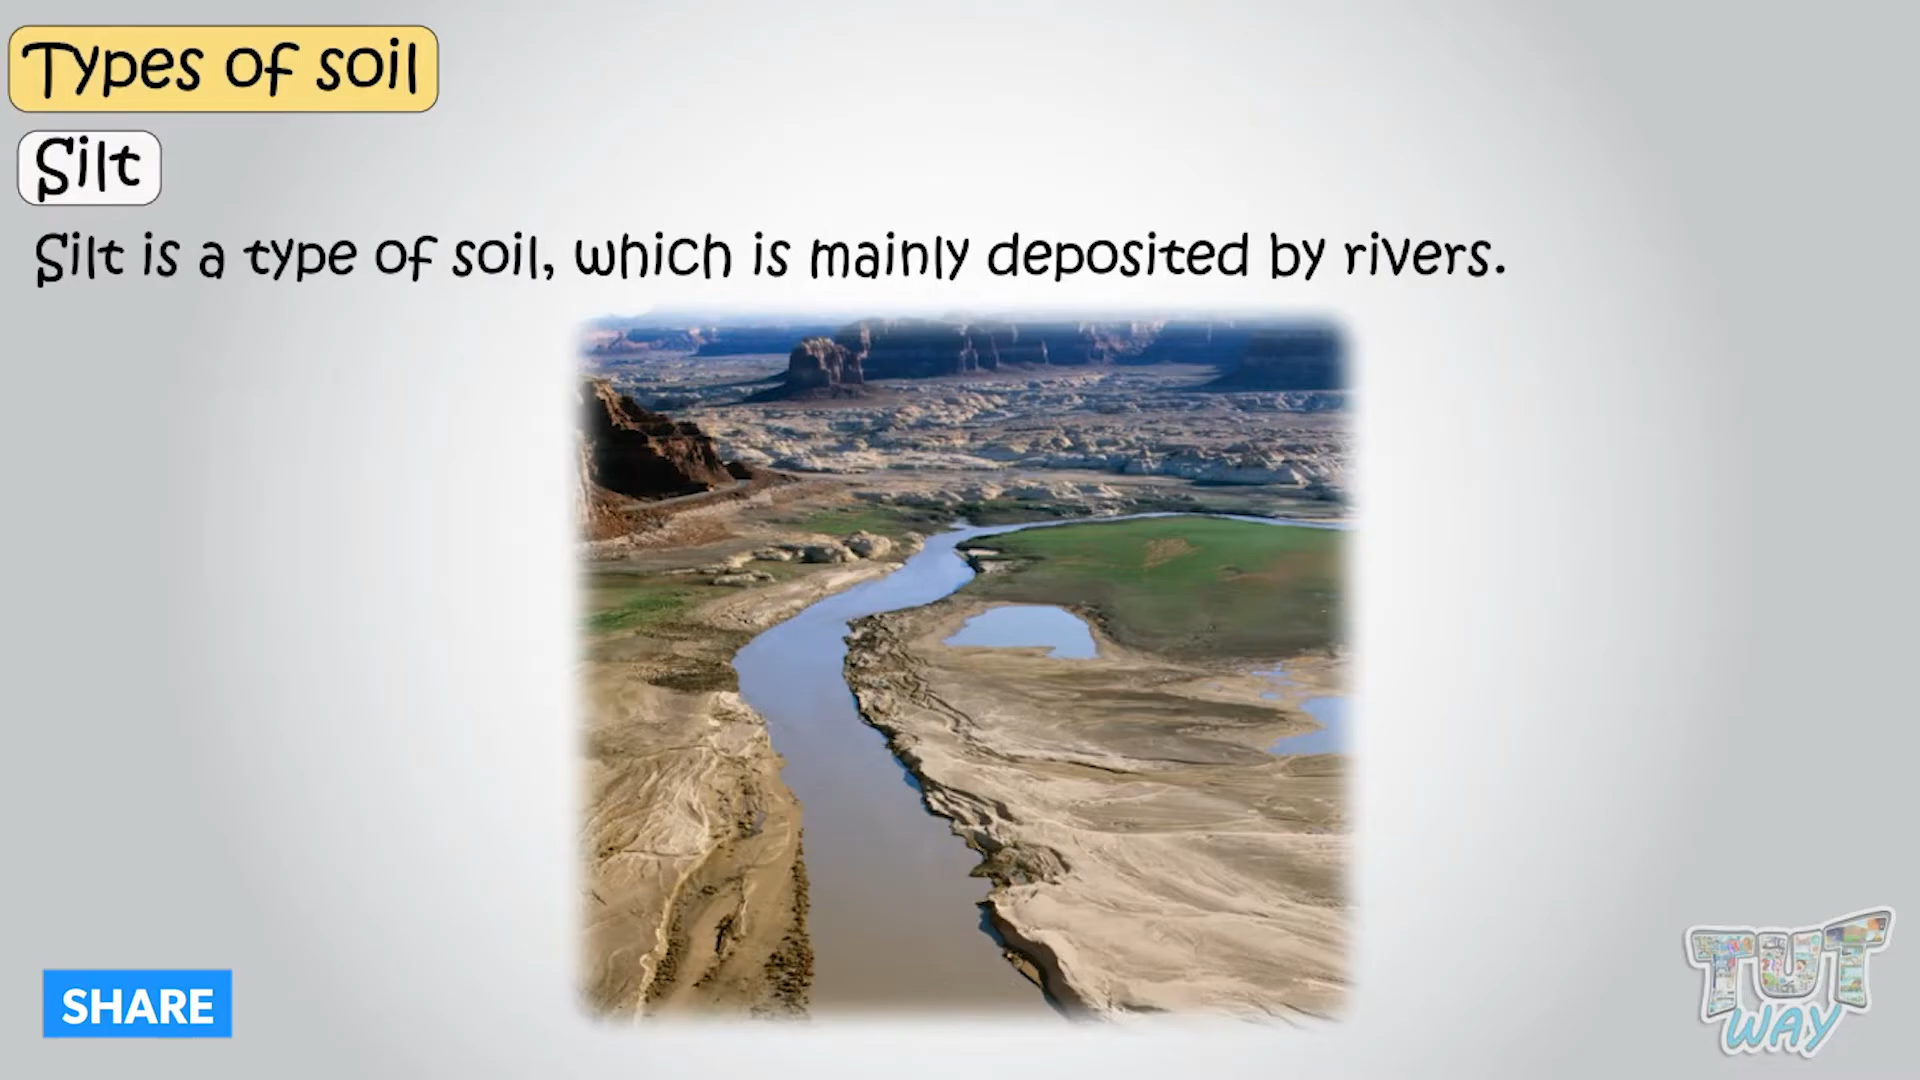 Types of soil
Silt
Silt is a type of soil, which is mainly deposited by rivers.
SHARE
TUT
WAY